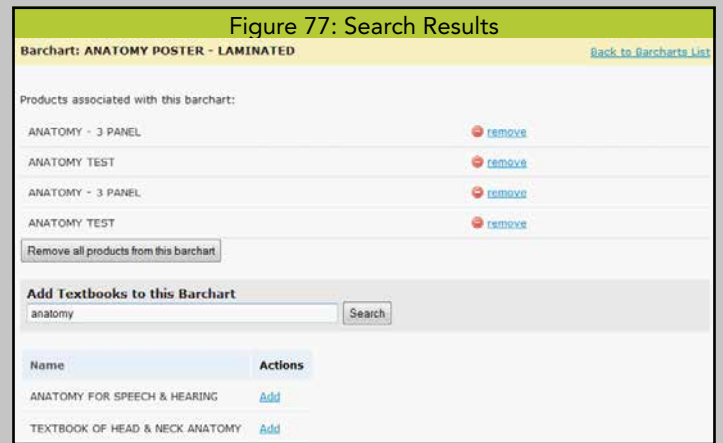 Figure 77: Search Results
Barchart: ANATOMY POSTER - LAMINATED Back to Barcharts List
Products associated with this barchart:
ANATOMY - 3 PANEL remove
ANATOMY TEST remove
ANATOMY - 3 PANEL remove
ANATOMY TEST remove
Remove all products from this barchart
Add Textbooks to this Barchart
anatomy Search
Name Actions
ANATOMY FOR SPEECH & HEARING Add
TEXTBOOK OF HEAD & NECK ANATOMY Add